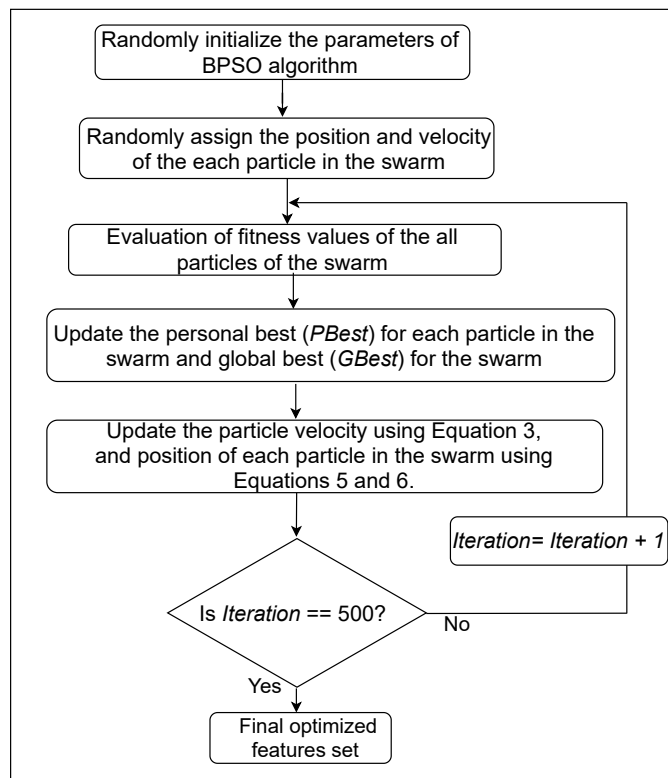 Randomly initialize the parameters of
BPSO algorithm
Randomly assign the position and velocity
of the each particle in the swarm
Evaluation of fitness values of the all
particles of the swarm
Update the personal best (PBest) for each particle in the
swarm and global best (GBest) for the swarm
Update the particle velocity using Equation 3,
and position of each particle in the swarm using
Equations 5 and 6.
Iteration= Iteration + 1
Is Iteration == 500?
No
Yes
Final optimized
features set